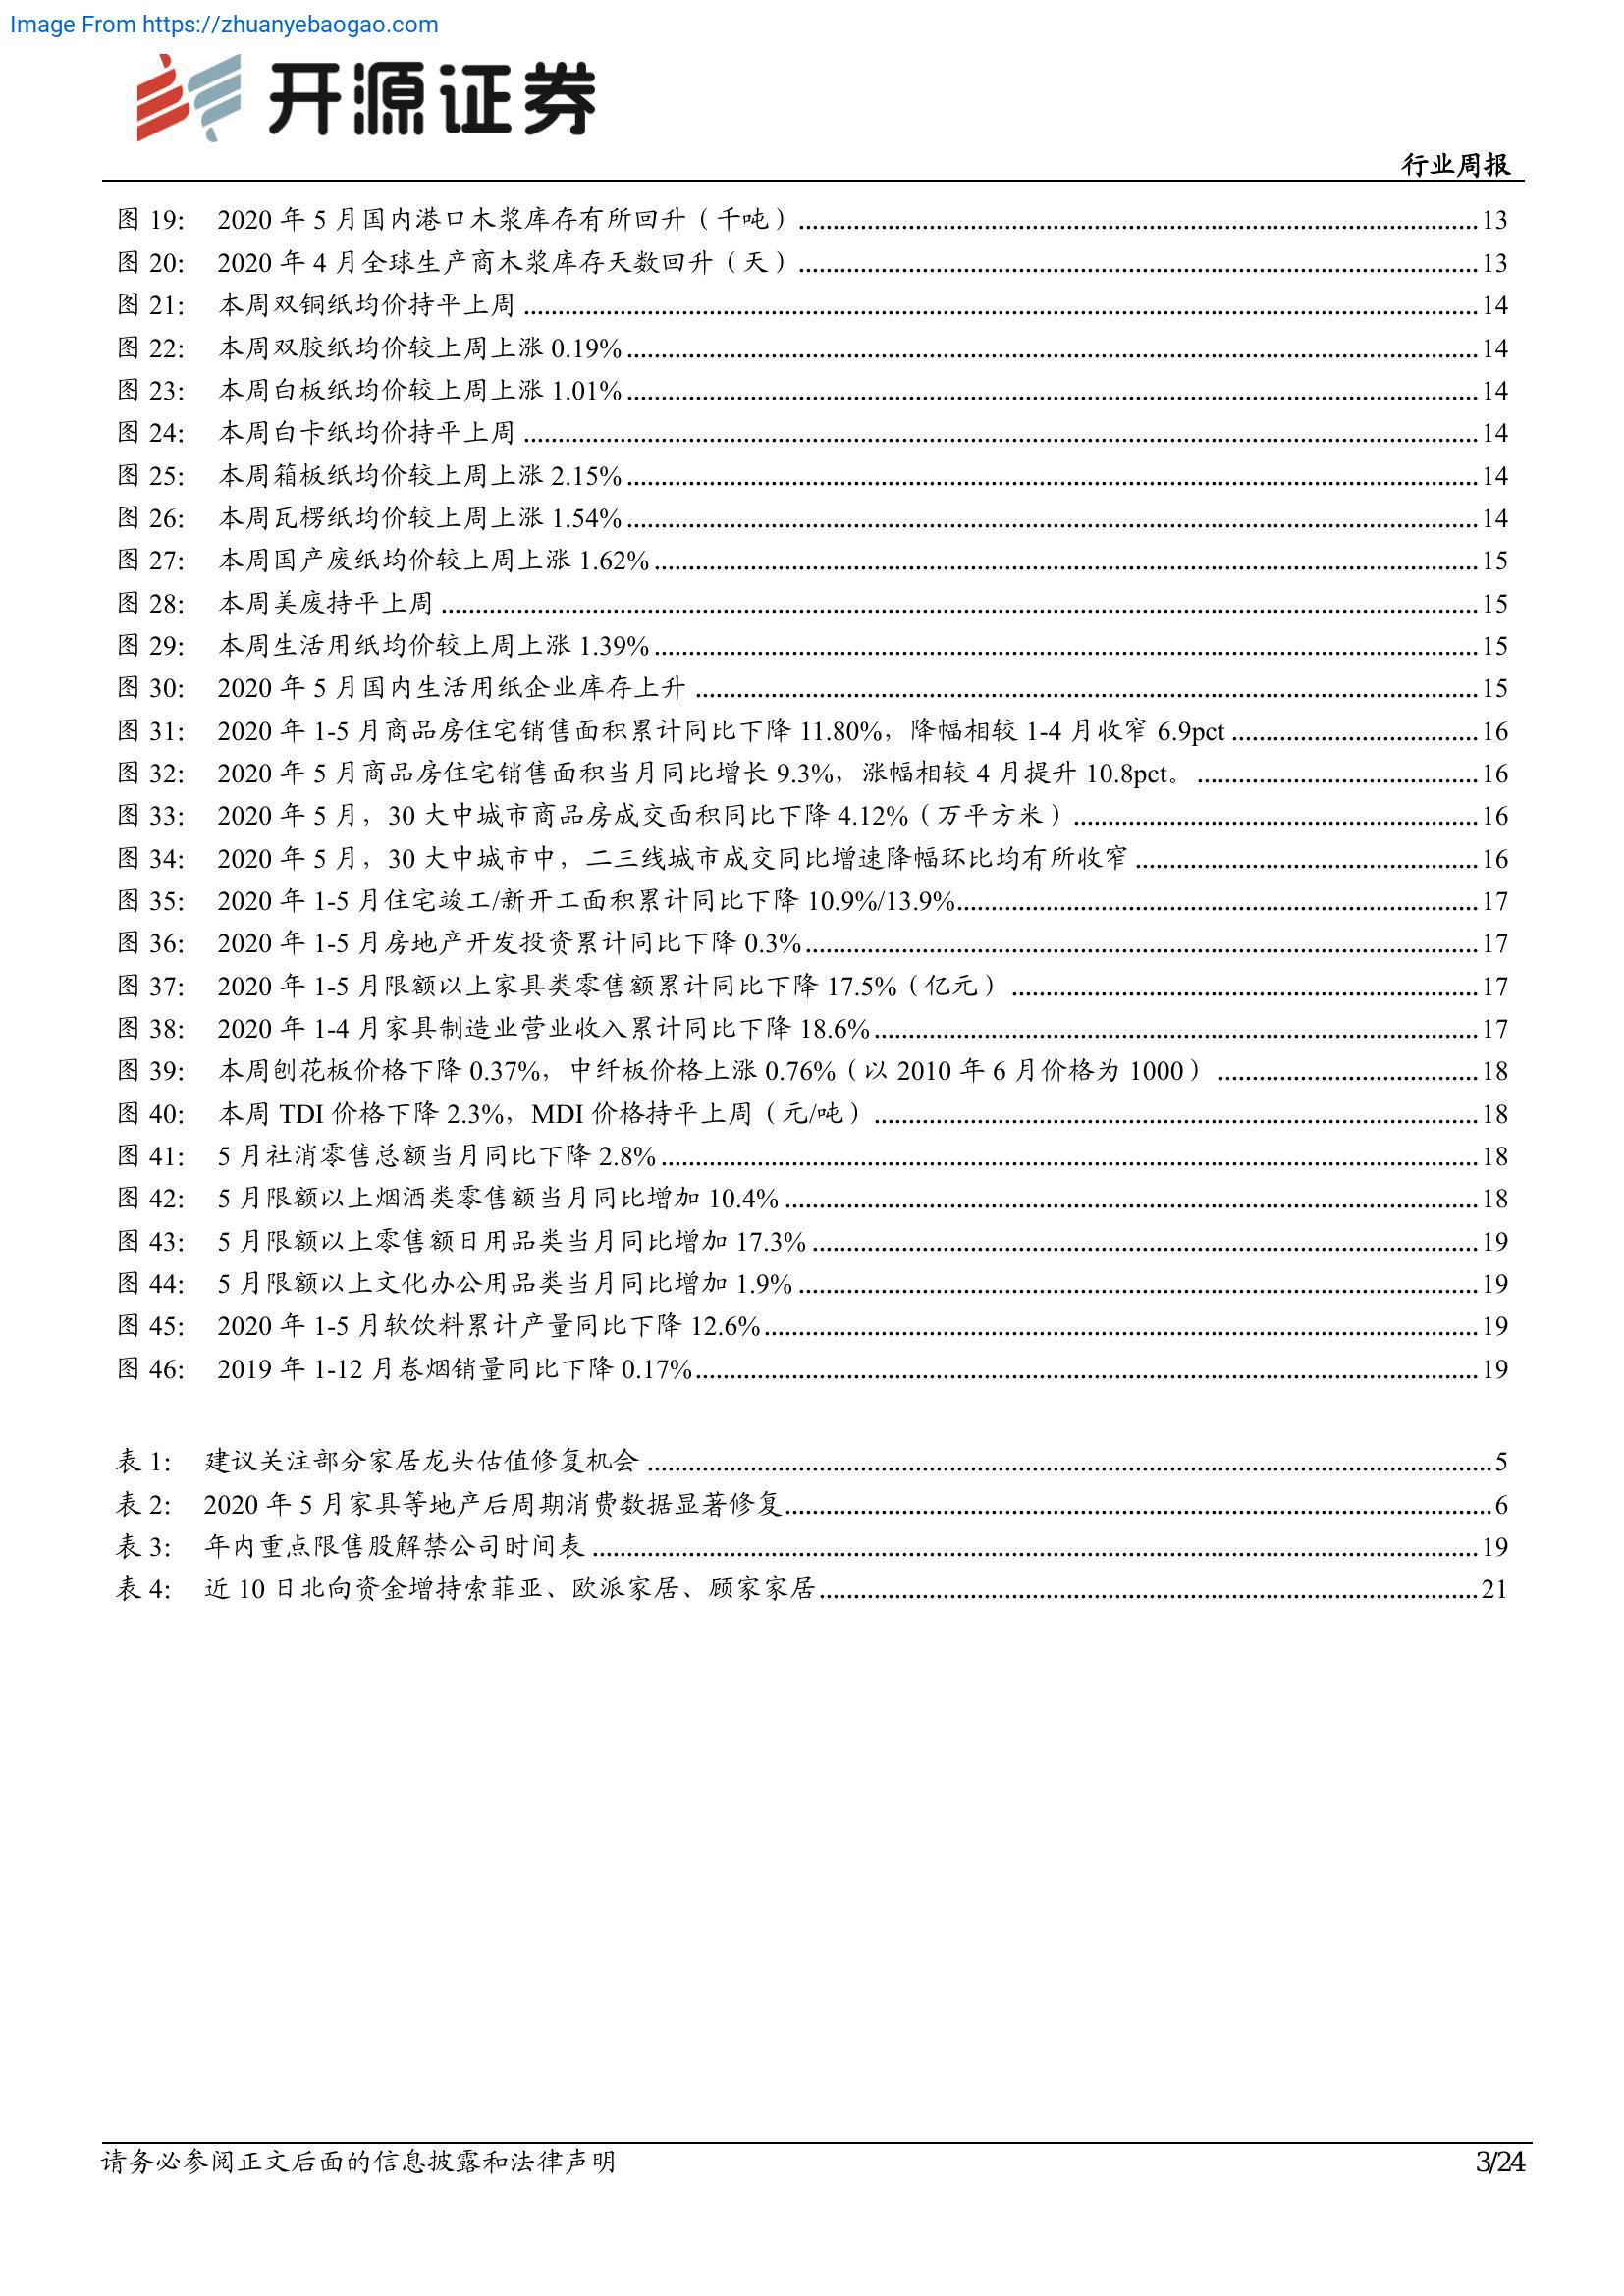 Image From https://zhuanyebaogao.com
开源证券
行业周报
图 19: 2020 年 5 月国内港口木浆库存有所回升（千吨）13
图 20: 2020 年 4 月全球生产商木浆库存天数回升（天）13
图 21: 本周双铜纸均价持平上周 14
图 22: 本周双胶纸均价较上周上涨 0.19% 14
图 23: 本周白板纸均价较上周上涨 1.01% 14
图 24: 本周白卡纸均价持平上周 14
图 25: 本周箱板纸均价较上周上涨 2.15% 14
图 26: 本周瓦楞纸均价较上周上涨 1.54% 14
图 27: 本周国产废纸均价较上周上涨 1.62% 15
图 28: 本周美废持平上周 15
图 29: 本周生活用纸均价较上周上涨 1.39% 15
图 30: 2020 年 5 月国内生活用纸企业库存上升 15
图 31: 2020 年 1-5 月商品房住宅销售面积累计同比下降 11.80%，降幅相较 1-4 月收窄 6.9pct 16
图 32: 2020 年 5 月商品房住宅销售面积当月同比增长 9.3%，涨幅相较 4 月提升 10.8pct。 16
图 33: 2020 年 5 月，30 大中城市商品房成交面积同比下降 4.12%（万平方米）16
图 34: 2020 年 5 月，30 大中城市中，二三线城市成交同比增速降幅环比均有所收窄 16
图 35: 2020 年 1-5 月住宅竣工/新开工面积累计同比下降 10.9%/13.9% 17
图 36: 2020 年 1-5 月房地产开发投资累计同比下降 0.3% 17
图 37: 2020 年 1-5 月限额以上家具类零售额累计同比下降 17.5%（亿元）17
图 38: 2020 年 1-4 月家具制造业营业收入累计同比下降 18.6% 17
图 39: 本周刨花板价格下降 0.37%，中纤板价格上涨 0.76%（以 2010 年 6 月价格为 1000）18
图 40: 本周 TDI 价格下降 2.3%，MDI 价格持平上周（元/吨）18
图 41: 5 月社消零售总额当月同比下降 2.8% 18
图 42: 5 月限额以上烟酒类零售额当月同比增加 10.4% 18
图 43: 5 月限额以上零售额日用品类当月同比增加 17.3% 19
图 44: 5 月限额以上文化办公用品类当月同比增加 1.9% 19
图 45: 2020 年 1-5 月软饮料累计产量同比下降 12.6% 19
图 46: 2019 年 1-12 月卷烟销量同比下降 0.17% 19
表 1: 建议关注部分家居龙头估值修复机会 5
表 2: 2020 年 5 月家具等地产后周期消费数据显著修复 6
表 3: 年内重点限售股解禁公司时间表 19
表 4: 近 10 日北向资金增持索菲亚、欧派家居、顾家家居 21
请务必参阅正文后面的信息披露和法律声明
3/24